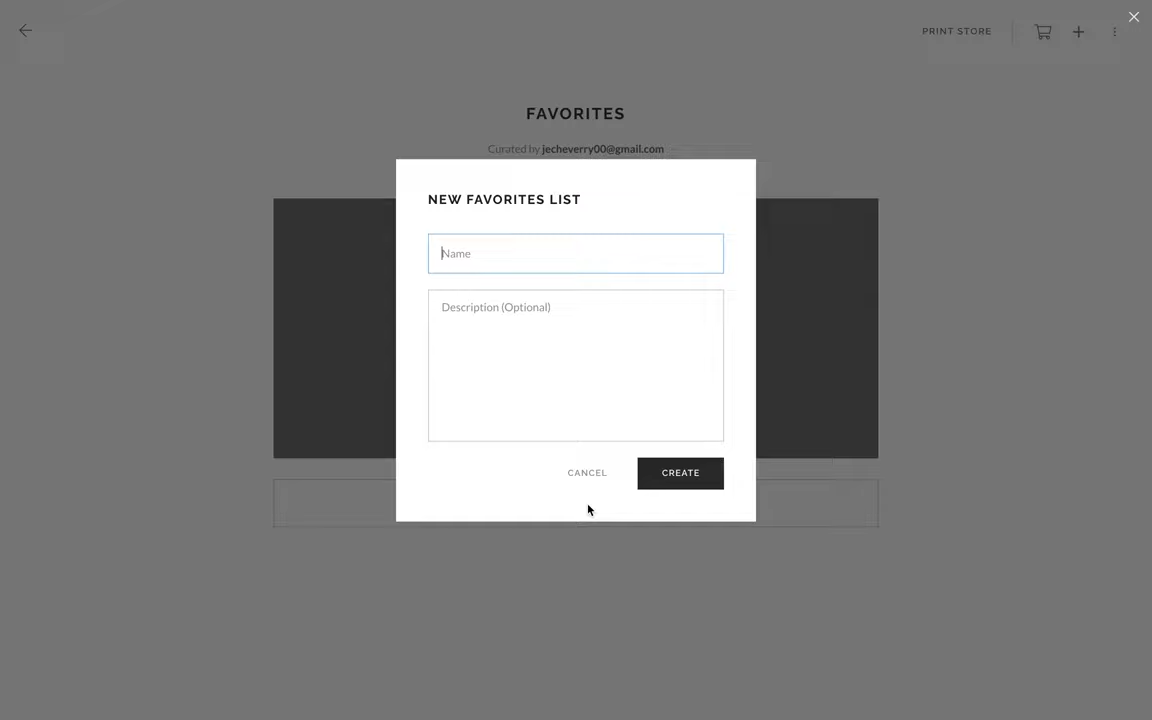 PRINT STORE
FAVORITES
Curated by jecheverry00@gmail.com
NEW FAVORITES LIST
Name
Description (Optional)
CANCEL
CREATE